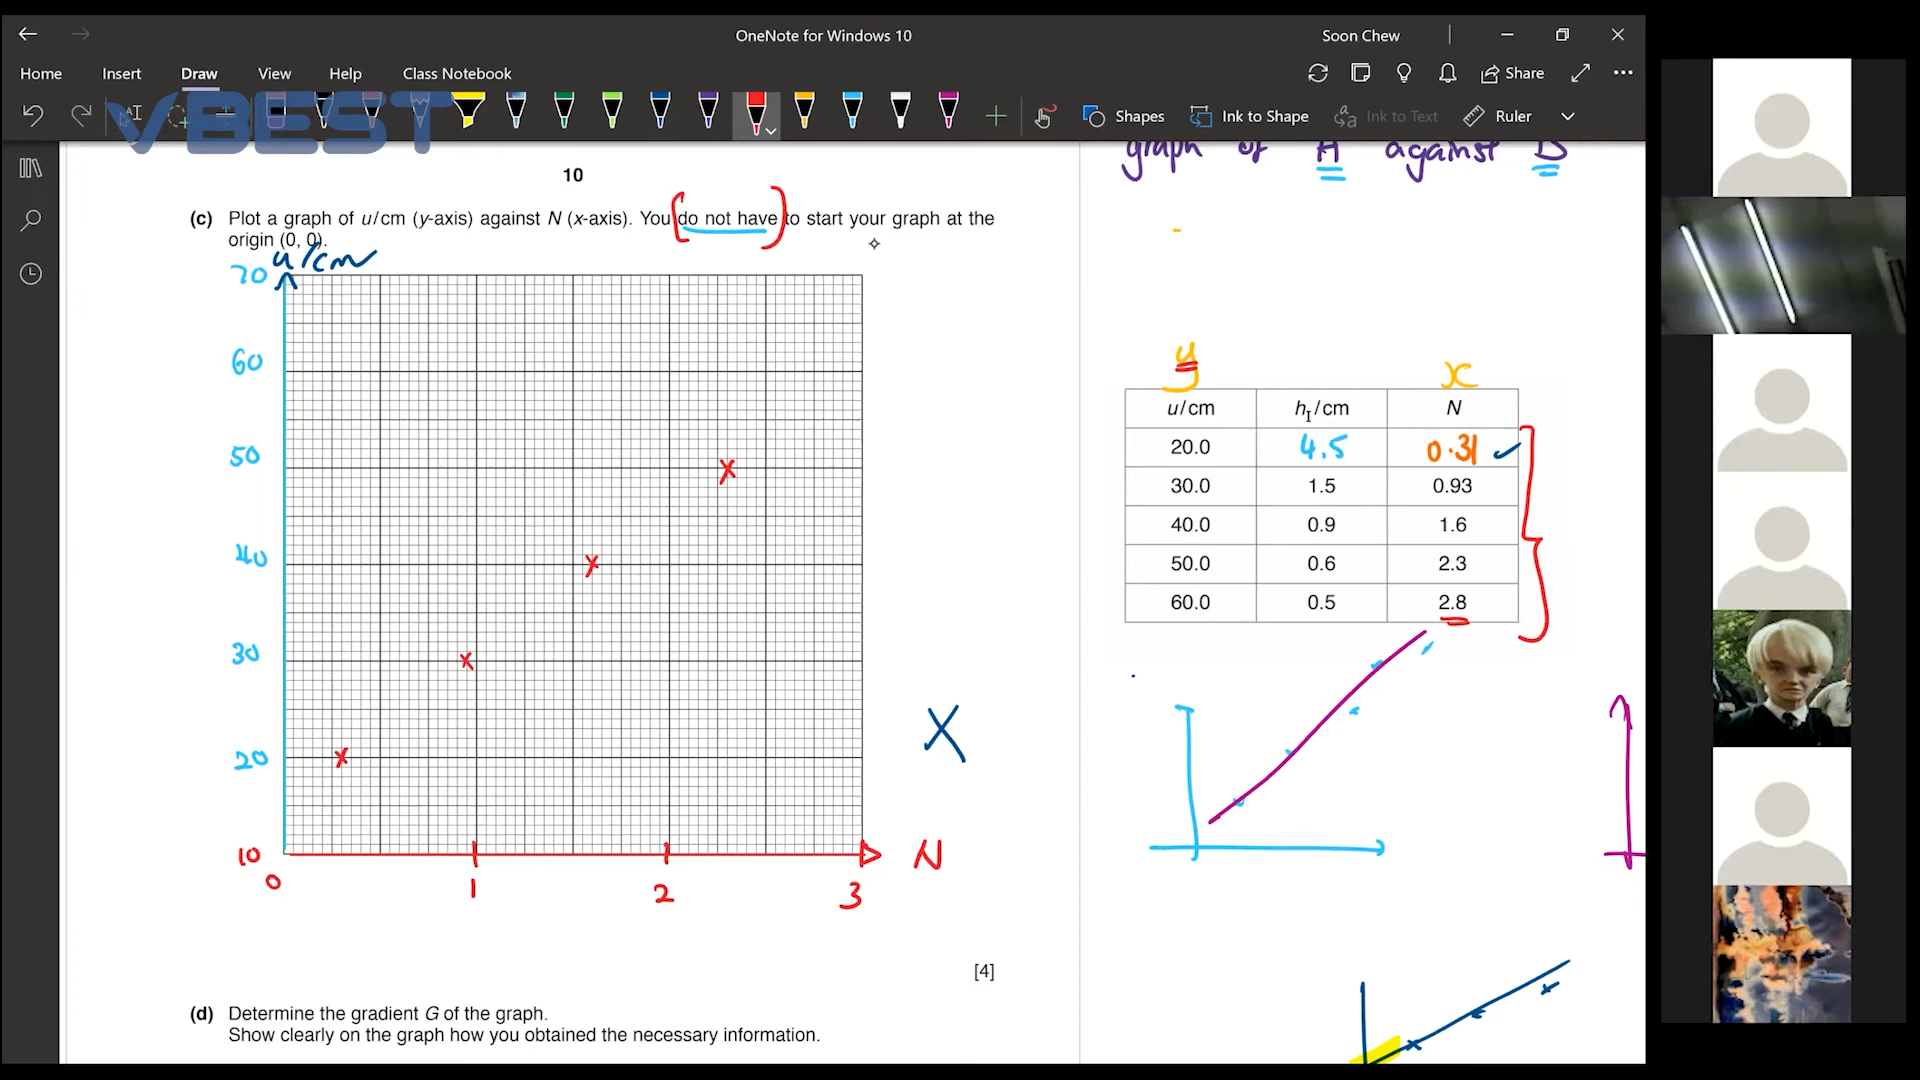 OneNote for Windows 10
Soon Chew
Home Insert Draw View Help Class Notebook
Share
VBEST
Shapes Ink to Shape Ink to Text Ruler
graph of A against B
10
(c) Plot a graph of u/cm (y-axis) against N (x-axis). You do not have to start your graph at the
origin (0, 0).
u/cm
70
60
50
40
30
20
10
0
1
2
3
N
[4]
(d) Determine the gradient G of the graph.
Show clearly on the graph how you obtained the necessary information.
y x
u/cm hI/cm N
20.0 4.5 0.31
30.0 1.5 0.93
40.0 0.9 1.6
50.0 0.6 2.3
60.0 0.5 2.8